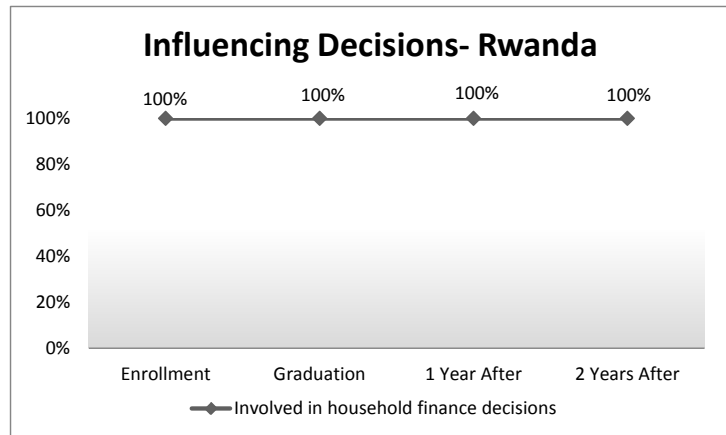 Influencing Decisions- Rwanda
100% 100% 100% 100%
100%
80%
60%
40%
20%
0%
Enrollment Graduation 1 Year After 2 Years After
Involved in household finance decisions